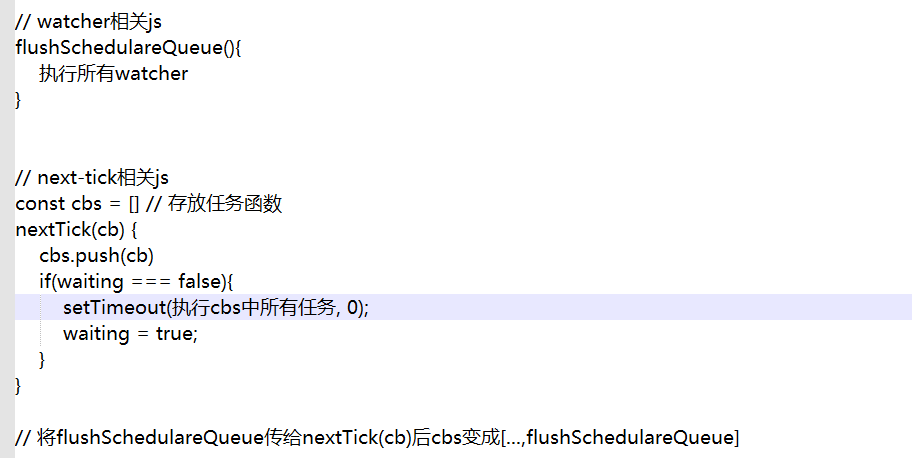 // watcher相关js
flushSchedulareQueue(){
执行所有watcher
}
// next-tick相关js
const cbs = [] // 存放任务函数
nextTick(cb) {
cbs.push(cb)
if(waiting === false){
setTimeout(执行cbs中所有任务, 0);
waiting = true;
}
}
// 将flushSchedulareQueue传给nextTick(cb)后cbs变成[...,flushSchedulareQueue]